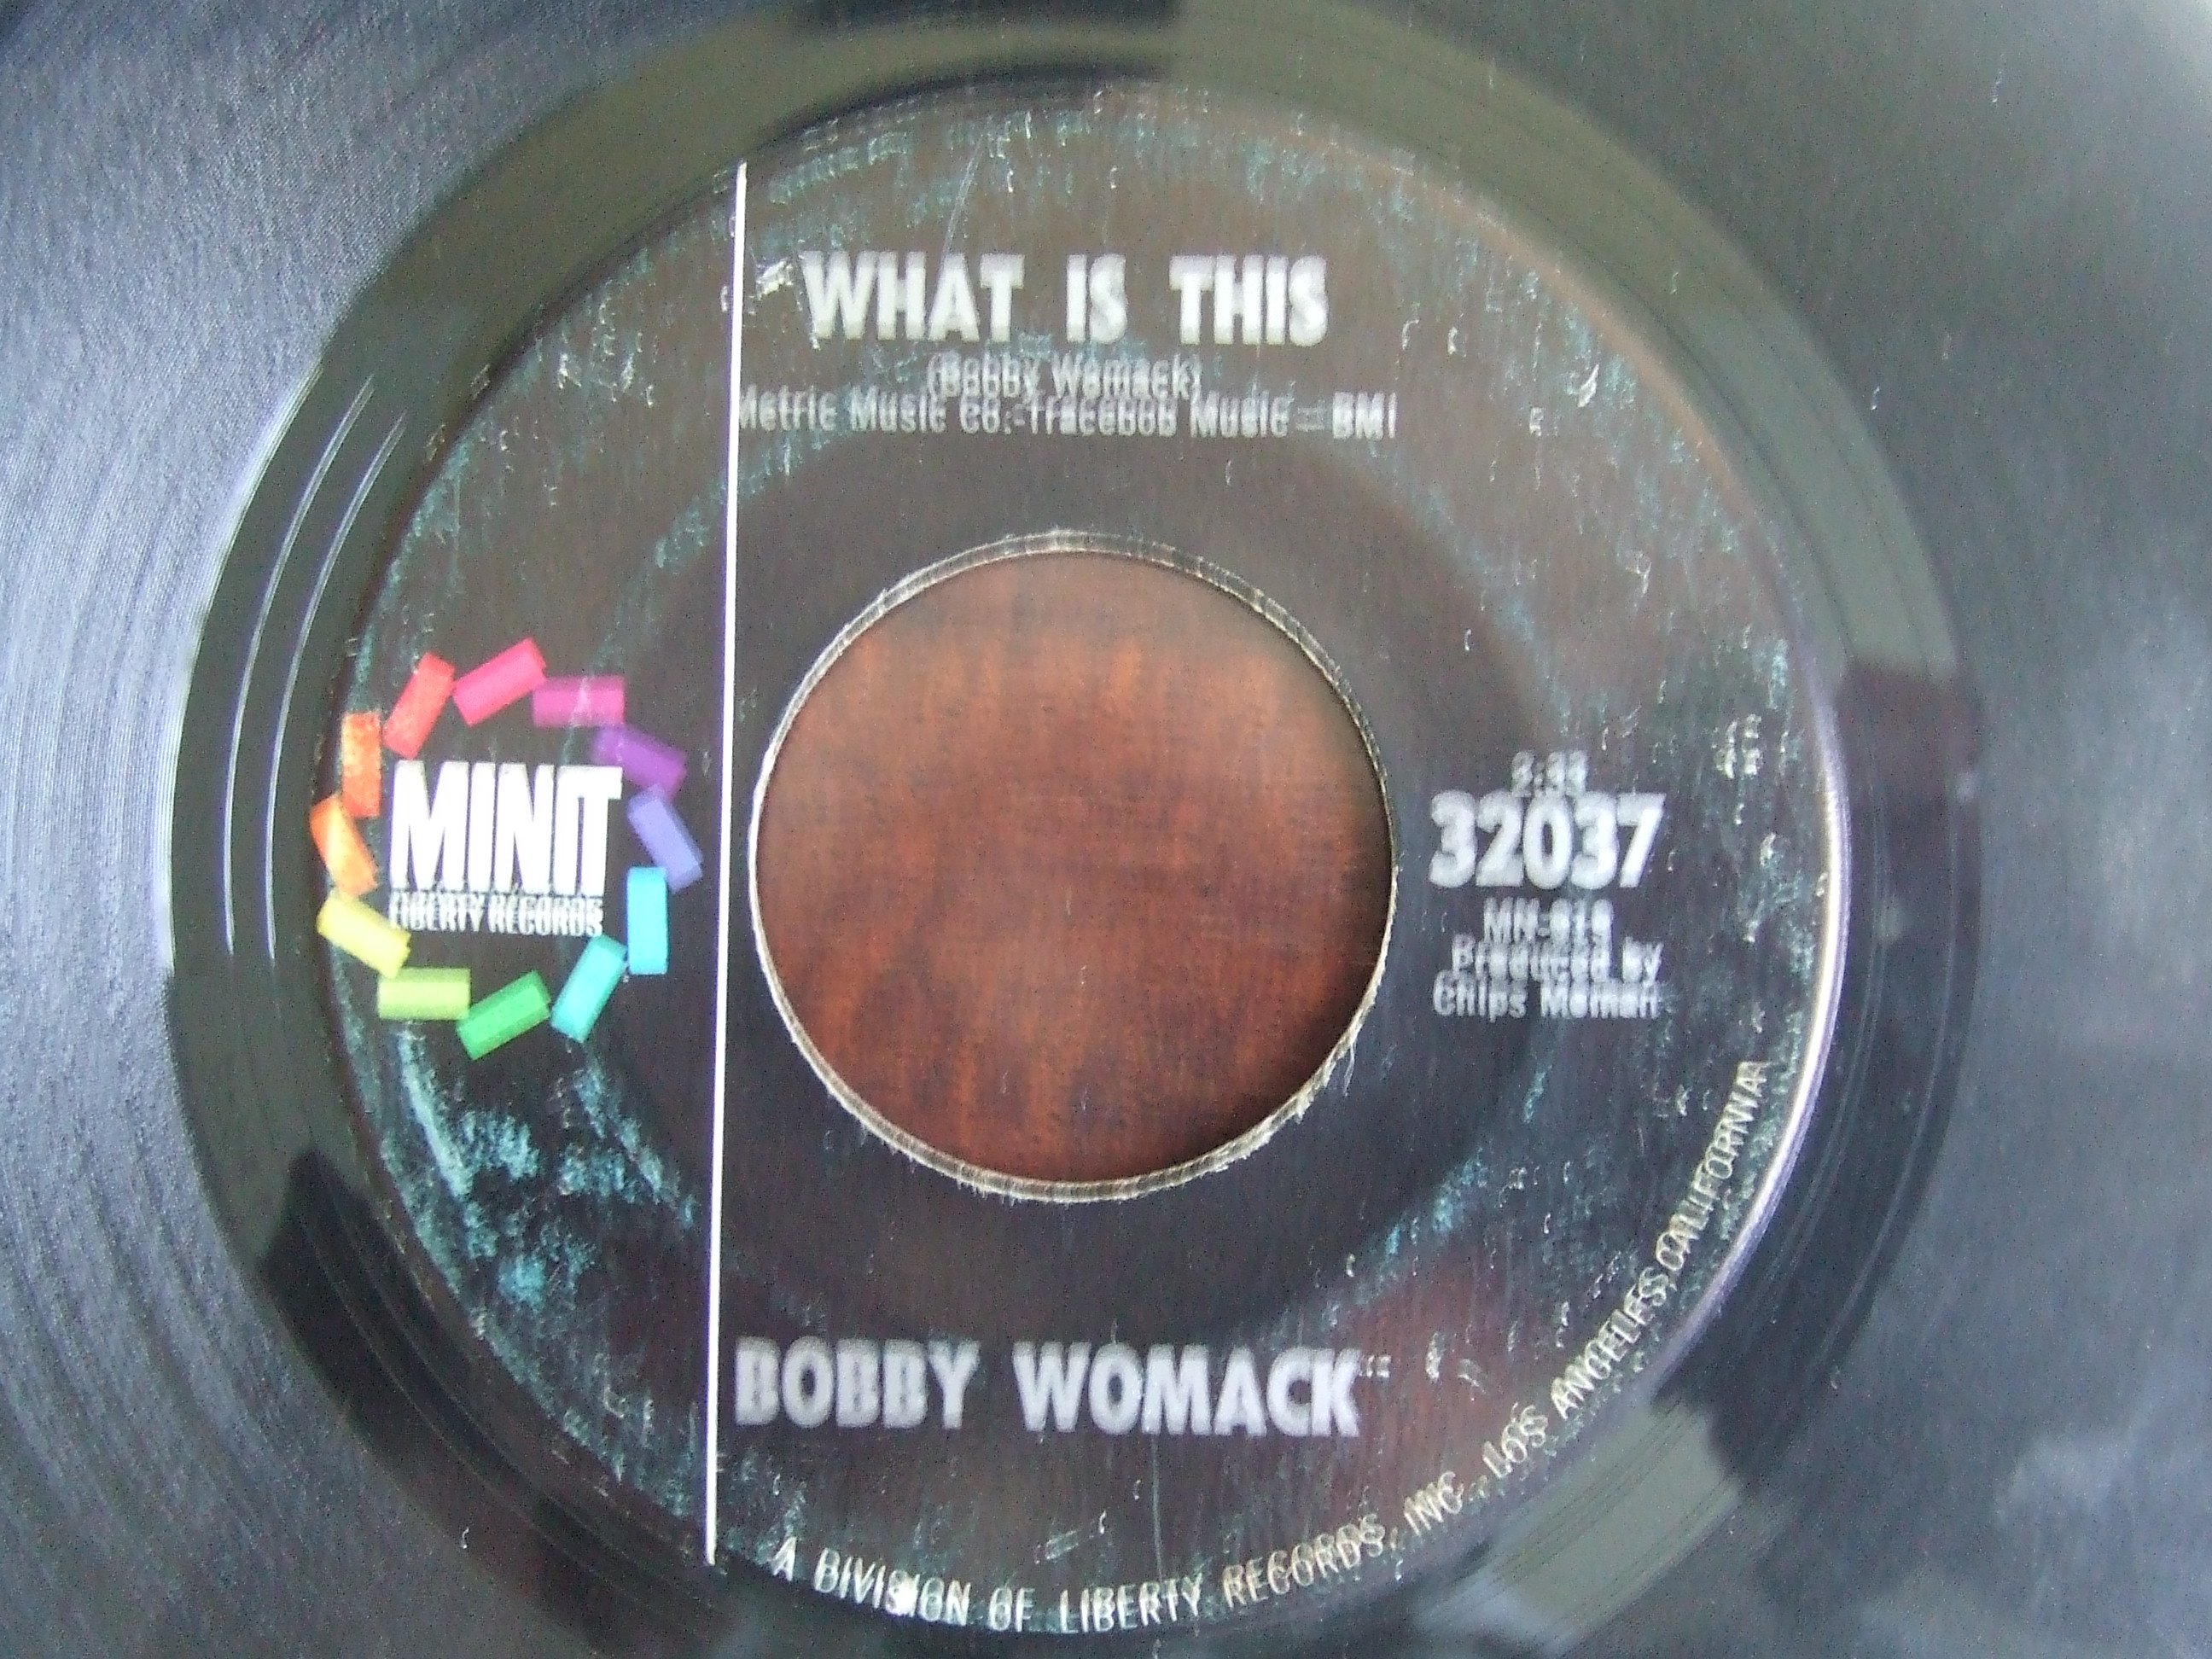 WHAT IS THIS
(Bobby Womack)
Metric Music Co.-Tracebob Music — BMI
MINIT
LIBERTY RECORDS
32037
Produced by
Chips Moman
BOBBY WOMACK
A DIVISION OF LIBERTY RECORDS, INC., LOS ANGELES, CALIFORNIA